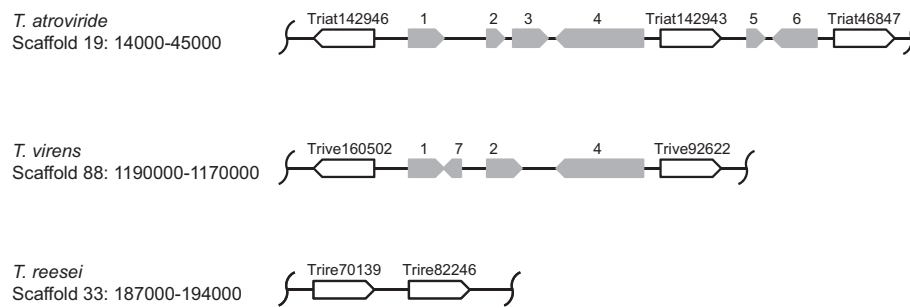 T. atroviride
Scaffold 19: 14000-45000
Triat142946 1 2 3 4 Triat142943 5 6 Triat46847
T. virens
Scaffold 88: 1190000-1170000
Trive160502 1 7 2 4 Trive92622
T. reesei
Scaffold 33: 187000-194000
Trire70139 Trire82246